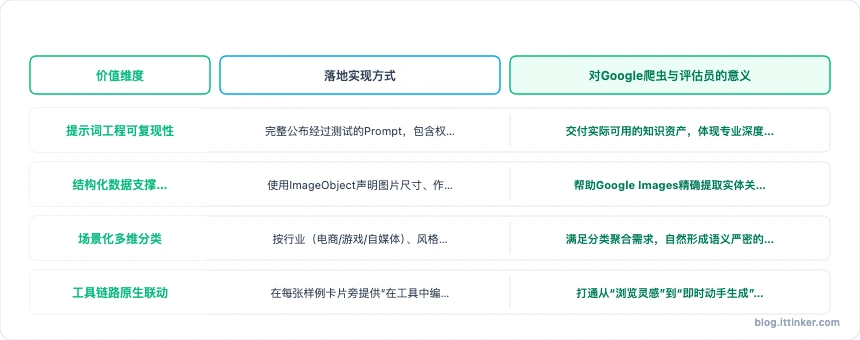 价值维度
落地实现方式
对Google爬虫与评估员的意义
提示词工程可复现性
完整公布经过测试的Prompt，包含权...
交付实际可用的知识资产，体现专业深度...
结构化数据支撑...
使用ImageObject声明图片尺寸、作...
帮助Google Images精确提取实体关...
场景化多维分类
按行业（电商/游戏/自媒体）、风格...
满足分类聚合需求，自然形成语义严密的...
工具链路原生联动
在每张样例卡片旁提供“在工具中编...
打通从“浏览灵感”到“即时动手生成”...
blog.ittinker.com